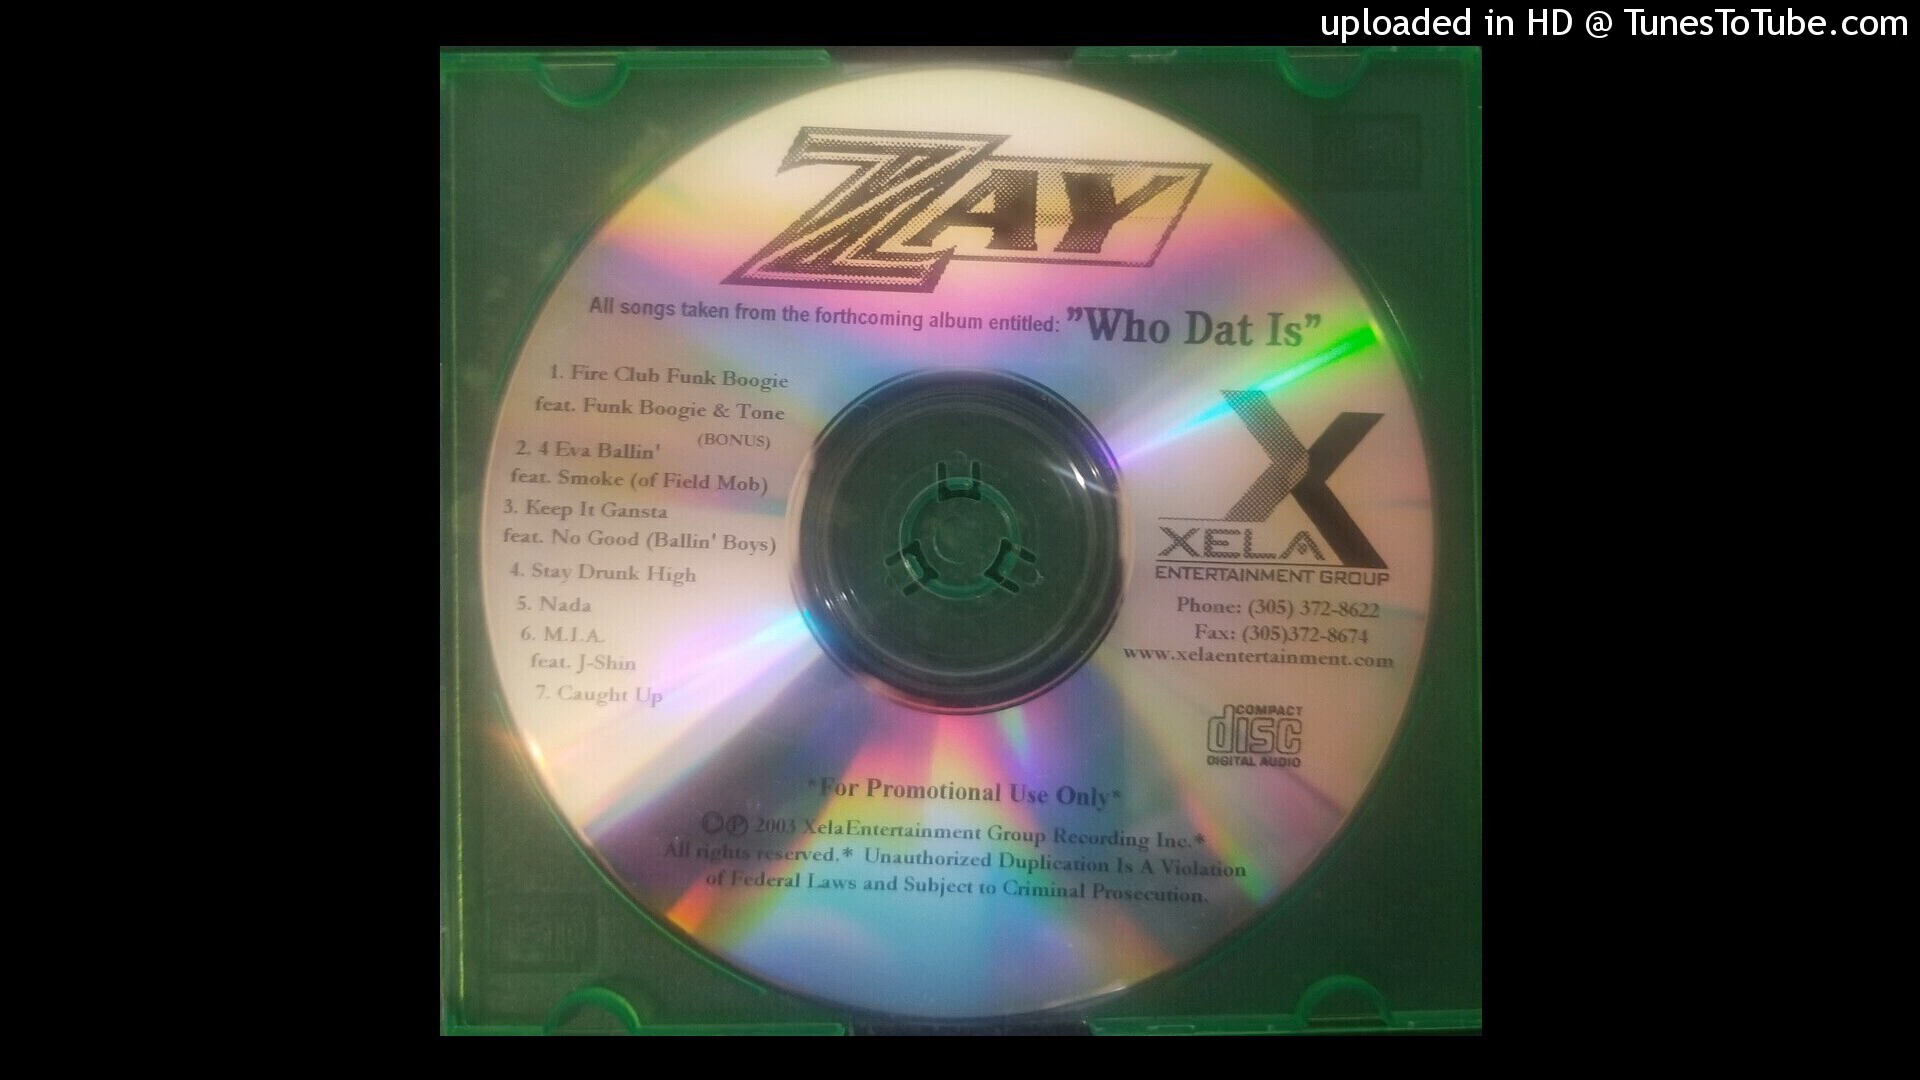 uploaded in HD @ TunesToTube.com
ZAY
All songs taken from the forthcoming album entitled: ”Who Dat Is”
1. Fire Club Funk Boogie
feat. Funk Boogie & Tone
(BONUS)
2. 4 Eva Ballin'
feat. Smoke (of Field Mob)
3. Keep It Gansta
feat. No Good (Ballin' Boys)
4. Stay Drunk High
5. Nada
6. M.I.A.
feat. J-Shin
7. Caught Up
X
XELA
ENTERTAINMENT GROUP
Phone: (305) 372-8622
Fax: (305)372-8674
www.xelaentertainment.com
COMPACT
disc
DIGITAL AUDIO
*For Promotional Use Only*
©℗ 2003 XelaEntertainment Group Recording Inc.*
All rights reserved.* Unauthorized Duplication Is A Violation
of Federal Laws and Subject to Criminal Prosecution.